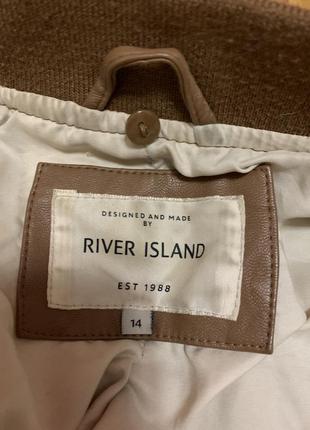 DESIGNED AND MADE
BY
RIVER ISLAND
EST 1988
14